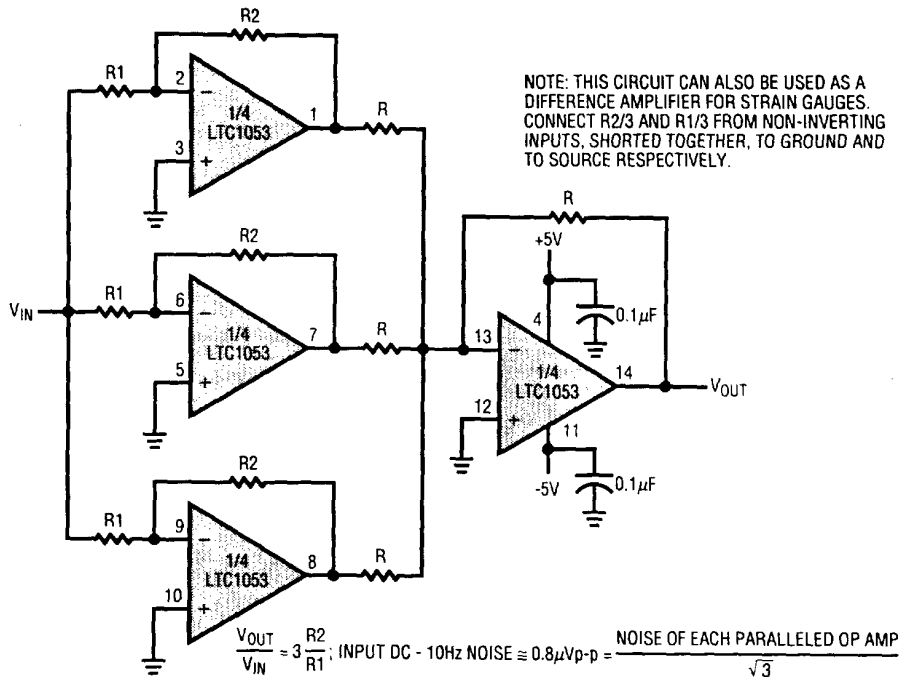 R2
R1
2
1/4
LTC1053
1
R
3
NOTE: THIS CIRCUIT CAN ALSO BE USED AS A
DIFFERENCE AMPLIFIER FOR STRAIN GAUGES.
CONNECT R2/3 AND R1/3 FROM NON-INVERTING
INPUTS, SHORTED TOGETHER, TO GROUND AND
TO SOURCE RESPECTIVELY.
R2
R1
VIN
6
1/4
LTC1053
7
R
5
R
+5V
4
0.1µF
13
1/4
LTC1053
14
VOUT
12
11
-5V
0.1µF
R2
R1
9
1/4
LTC1053
8
R
10
VOUT/VIN = 3 R2/R1; INPUT DC - 10Hz NOISE ≅ 0.8µVp-p = NOISE OF EACH PARALLELED OP AMP/√3